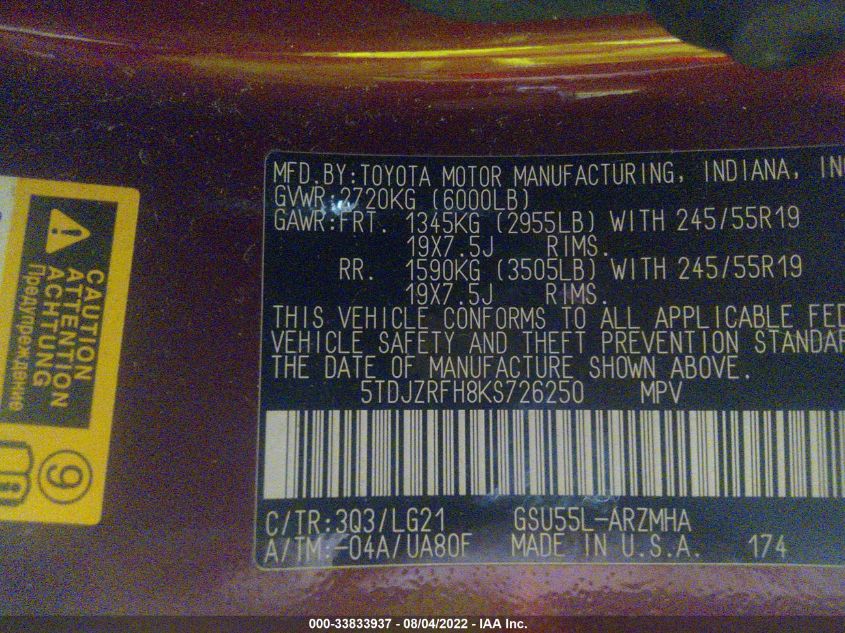 MFD.BY:TOYOTA MOTOR MANUFACTURING, INDIANA, INC
GVWR:2720KG (6000LB)
GAWR:FRT. 1345KG (2955LB) WITH 245/55R19
19X7.5J RIMS.
RR. 1590KG (3505LB) WITH 245/55R19
19X7.5J RIMS.
THIS VEHICLE CONFORMS TO ALL APPLICABLE FED
VEHICLE SAFETY AND THEFT PREVENTION STANDAR
THE DATE OF MANUFACTURE SHOWN ABOVE.
5TDJZRFH8KS726250 MPV
C/TR:3Q3/LG21 GSU55L-ARZMHA
A/TM:-04A/UA80F MADE IN U.S.A. 174
CAUTION
ATTENTION
ACHTUNG
Предупреждение
9
000-33833937 - 08/04/2022 - IAA Inc.